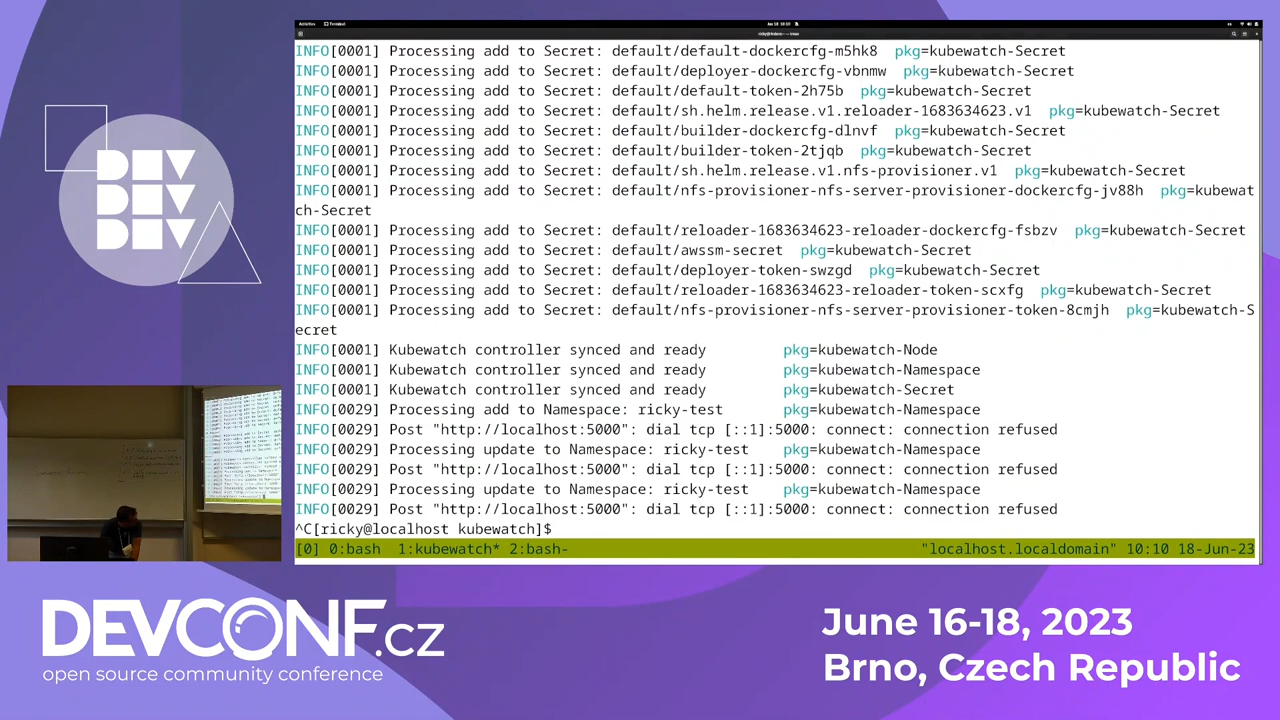 Activities
Terminal
Jun 18 10:10
INFO[0001] Processing add to Secret: default/default-dockercfg-m5hk8 pkg=kubewatch-Secret
INFO[0001] Processing add to Secret: default/deployer-dockercfg-vbnmw pkg=kubewatch-Secret
INFO[0001] Processing add to Secret: default/default-token-2h75b pkg=kubewatch-Secret
INFO[0001] Processing add to Secret: default/sh.helm.release.v1.reloader-1683634623.v1 pkg=kubewatch-Secret
INFO[0001] Processing add to Secret: default/builder-dockercfg-dlnvf pkg=kubewatch-Secret
INFO[0001] Processing add to Secret: default/builder-token-2tjqb pkg=kubewatch-Secret
INFO[0001] Processing add to Secret: default/sh.helm.release.v1.nfs-provisioner.v1 pkg=kubewatch-Secret
INFO[0001] Processing add to Secret: default/nfs-provisioner-nfs-server-provisioner-dockercfg-jv88h pkg=kubewat
ch-Secret
INFO[0001] Processing add to Secret: default/reloader-1683634623-reloader-dockercfg-fsbzv pkg=kubewatch-Secret
INFO[0001] Processing add to Secret: default/awssm-secret pkg=kubewatch-Secret
INFO[0001] Processing add to Secret: default/deployer-token-swzgd pkg=kubewatch-Secret
INFO[0001] Processing add to Secret: default/reloader-1683634623-reloader-token-scxfg pkg=kubewatch-Secret
INFO[0001] Processing add to Secret: default/nfs-provisioner-nfs-server-provisioner-token-8cmjh pkg=kubewatch-S
ecret
INFO[0001] Kubewatch controller synced and ready pkg=kubewatch-Node
INFO[0001] Kubewatch controller synced and ready pkg=kubewatch-Namespace
INFO[0001] Kubewatch controller synced and ready pkg=kubewatch-Secret
INFO[0029] Processing add to Namespace: ricky-test pkg=kubewatch-Namespace
INFO[0029] Post "http://localhost:5000": dial tcp [::1]:5000: connect: connection refused
INFO[0029] Processing update to Namespace: ricky-test pkg=kubewatch-Namespace
INFO[0029] Post "http://localhost:5000": dial tcp [::1]:5000: connect: connection refused
INFO[0029] Processing update to Namespace: ricky-test pkg=kubewatch-Namespace
INFO[0029] Post "http://localhost:5000": dial tcp [::1]:5000: connect: connection refused
^C[ricky@localhost kubewatch]$
[0] 0:bash 1:kubewatch* 2:bash- "localhost.localdomain" 10:10 18-Jun-23
DEV
DEV
DEV
DEVCONF.cz
open source community conference
June 16-18, 2023
Brno, Czech Republic